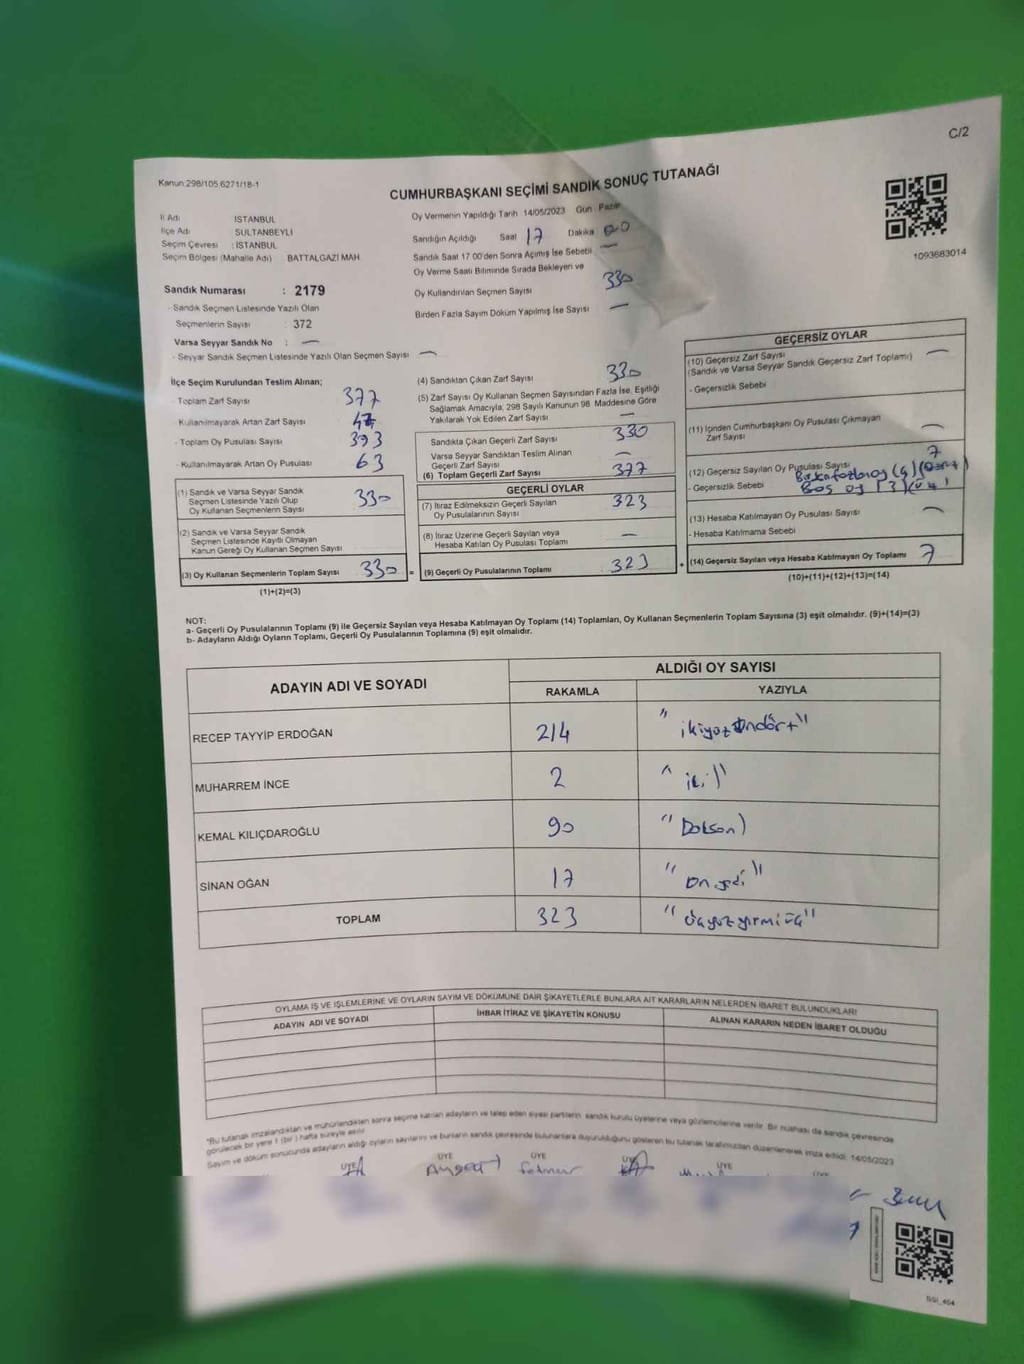 C/2
Kanun:298/105.6271/18-1
CUMHURBAŞKANI SEÇİMİ SANDIK SONUÇ TUTANAĞI
1093683014
İl Adı İSTANBUL
İlçe Adı SULTANBEYLİ
Seçim Çevresi : İSTANBUL
Seçim Bölgesi (Mahalle Adı) BATTALGAZİ MAH.
Sandık Numarası : 2179
- Sandık Seçmen Listesinde Yazılı Olan
Seçmenlerin Sayısı : 372
Varsa Seyyar Sandık No : —
- Seyyar Sandık Seçmen Listesinde Yazılı Olan Seçmen Sayısı —
Oy Vermenin Yapıldığı Tarih 14/05/2023 Gün Pazar
Sandığın Açıldığı Saat 17 Dakika 00
Sandık Saat 17.00'den Sonra Açılmış İse Sebebi —
Oy Verme Saati Bitiminde Sırada Bekleyen ve
Oy Kullandırılan Seçmen Sayısı 330
Birden Fazla Sayım Döküm Yapılmış İse Sayısı —
İlçe Seçim Kurulundan Teslim Alınan;
- Toplam Zarf Sayısı 377
- Kullanılmayarak Artan Zarf Sayısı 47
- Toplam Oy Pusulası Sayısı 393
- Kullanılmayarak Artan Oy Pusulası 63
(1) Sandık ve Varsa Seyyar Sandık
Seçmen Listesinde Yazılı Olup
Oy Kullanan Seçmenlerin Sayısı 330
(2) Sandık ve Varsa Seyyar Sandık
Seçmen Listesinde Kayıtlı Olmayan
Kanun Gereği Oy Kullanan Seçmen Sayısı
(3) Oy Kullanan Seçmenlerin Toplam Sayısı 330
(1)+(2)=(3)
(4) Sandıktan Çıkan Zarf Sayısı 330
(5) Zarf Sayısı Oy Kullanan Seçmen Sayısından Fazla İse, Eşitliği
Sağlamak Amacıyla, 298 Sayılı Kanunun 98. Maddesine Göre
Yakılarak Yok Edilen Zarf Sayısı —
Sandıkta Çıkan Geçerli Zarf Sayısı 330
Varsa Seyyar Sandıktan Teslim Alınan
Geçerli Zarf Sayısı —
(6) Toplam Geçerli Zarf Sayısı 377
GEÇERLİ OYLAR
(7) İtiraz Edilmeksizin Geçerli Sayılan
Oy Pusulalarının Sayısı 323
(8) İtiraz Üzerine Geçerli Sayılan veya
Hesaba Katılan Oy Pusulası Toplamı —
= (9) Geçerli Oy Pusulalarının Toplamı 323
GEÇERSİZ OYLAR
(10) Geçersiz Zarf Sayısı
(Sandık ve Varsa Seyyar Sandık Geçersiz Zarf Toplamı) —
- Geçersizlik Sebebi
(11) İçinden Cumhurbaşkanı Oy Pusulası Çıkmayan
Zarf Sayısı —
(12) Geçersiz Sayılan Oy Pusulası Sayısı 7
- Geçersizlik Sebebi
Boş oy
(13) Hesaba Katılmayan Oy Pusulası Sayısı —
- Hesaba Katılmama Sebebi
+ (14) Geçersiz Sayılan veya Hesaba Katılmayan Oy Toplamı 7
(10)+(11)+(12)+(13)=(14)
NOT:
a- Geçerli Oy Pusulalarının Toplamı (9) ile Geçersiz Sayılan veya Hesaba Katılmayan Oy Toplamı (14) Toplamları, Oy Kullanan Seçmenlerin Toplam Sayısına (3) eşit olmalıdır. (9)+(14)=(3)
b- Adayların Aldığı Oyların Toplamı, Geçerli Oy Pusulalarının Toplamına (9) eşit olmalıdır.
ADAYIN ADI VE SOYADI ALDIĞI OY SAYISI
RAKAMLA YAZIYLA
RECEP TAYYİP ERDOĞAN 214 "ikiyüzOndört"
MUHARREM İNCE 2 "iki"
KEMAL KILIÇDAROĞLU 90 "Doksan)
SİNAN OĞAN 17 "onyedi"
TOPLAM 323 "üçyüzyirmiüç"
OYLAMA İŞ VE İŞLEMLERİNE VE OYLARIN SAYIM VE DÖKÜMÜNE DAİR ŞİKAYETLERLE BUNLARA AİT KARARLARIN NELERDEN İBARET BULUNDUKLARI
ADAYIN ADI VE SOYADI İHBAR İTİRAZ VE ŞİKAYETİN KONUSU ALINAN KARARIN NEDEN İBARET OLDUĞU
"Bu tutanak imzalandıktan ve mühürlendikten sonra seçime katılan adayların ve talep eden siyasi partilerin sandık kurulu üyelerine veya gözlemcilerine verilir. Bir nüshası da sandık çevresinde
görülecek bir yere 1 (bir) hafta süreyle asılır.
Sayım ve döküm sonucunda adayların aldığı oyların sayılarını ve bunların sandık çevresinde bulunanlara duyurulduğunu gösteren bu tutanak tarafımızdan düzenlenerek imza edildi. 14/05/2023
ÜYE ÜYE ÜYE ÜYE ÜYE ÜYE